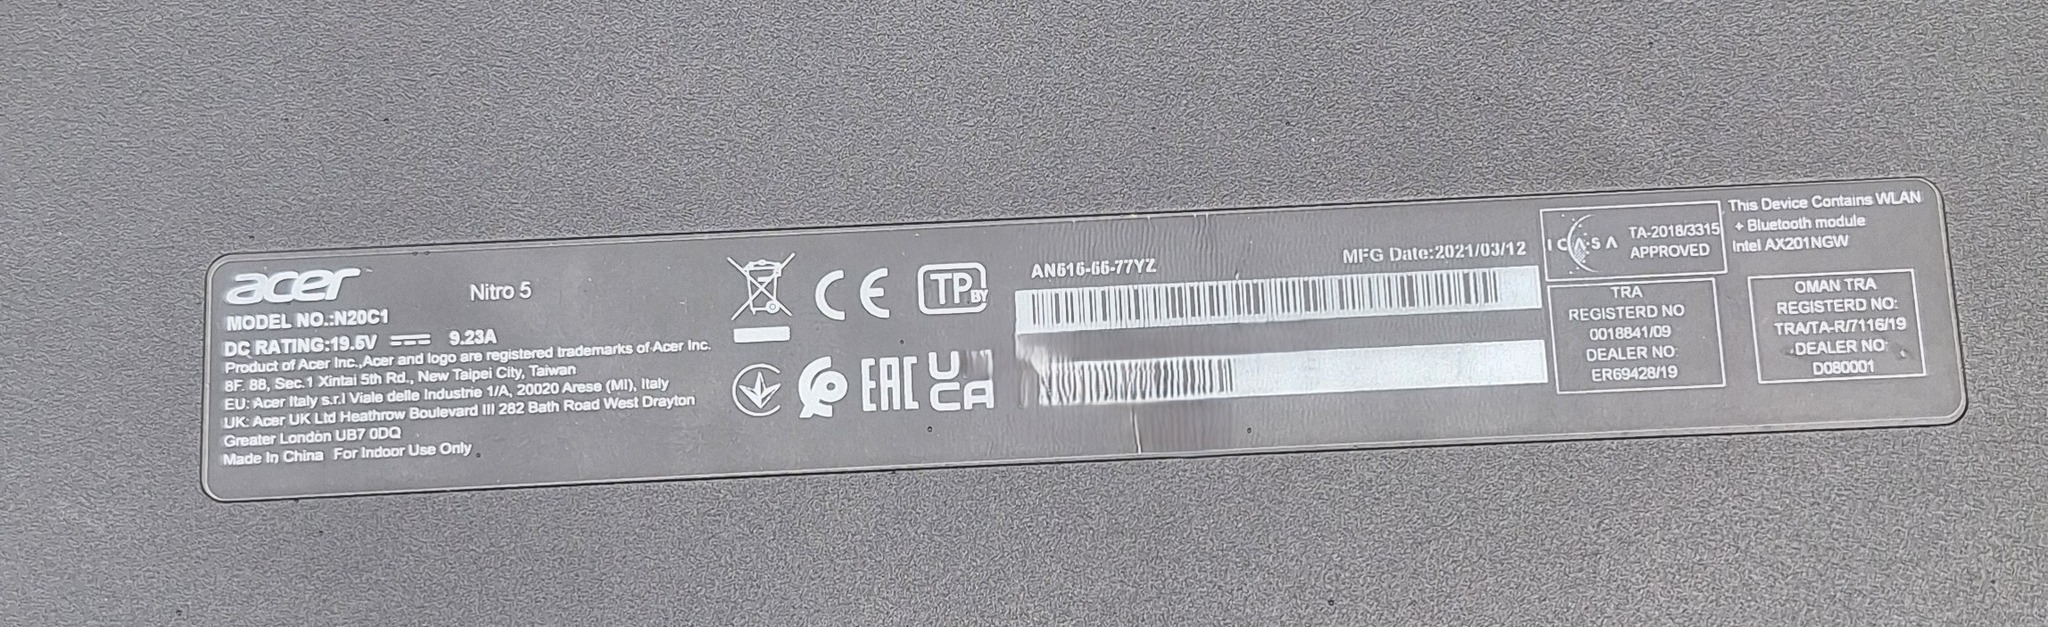 acer
Nitro 5
MODEL NO.:N20C1
DC RATING:19.5V 9.23A
Product of Acer Inc.,Acer and logo are registered trademarks of Acer Inc.
8F. 88, Sec.1 Xintai 5th Rd., New Taipei City, Taiwan
EU: Acer Italy s.r.l Viale delle Industrie 1/A, 20020 Arese (MI), Italy
UK: Acer UK Ltd Heathrow Boulevard III 282 Bath Road West Drayton
Greater London UB7 0DQ
Made In China For Indoor Use Only
CE
TP BY
EAC
UK
CA
MFG Date:2021/03/12
ICASA
TA-2018/3315
APPROVED
TRA
REGISTERD NO
0018841/09
DEALER NO:
ER69428/19
This Device Contains WLAN
+ Bluetooth module
Intel AX201NGW
OMAN TRA
REGISTERD NO:
TRA/TA-R/7116/19
DEALER NO:
D080001